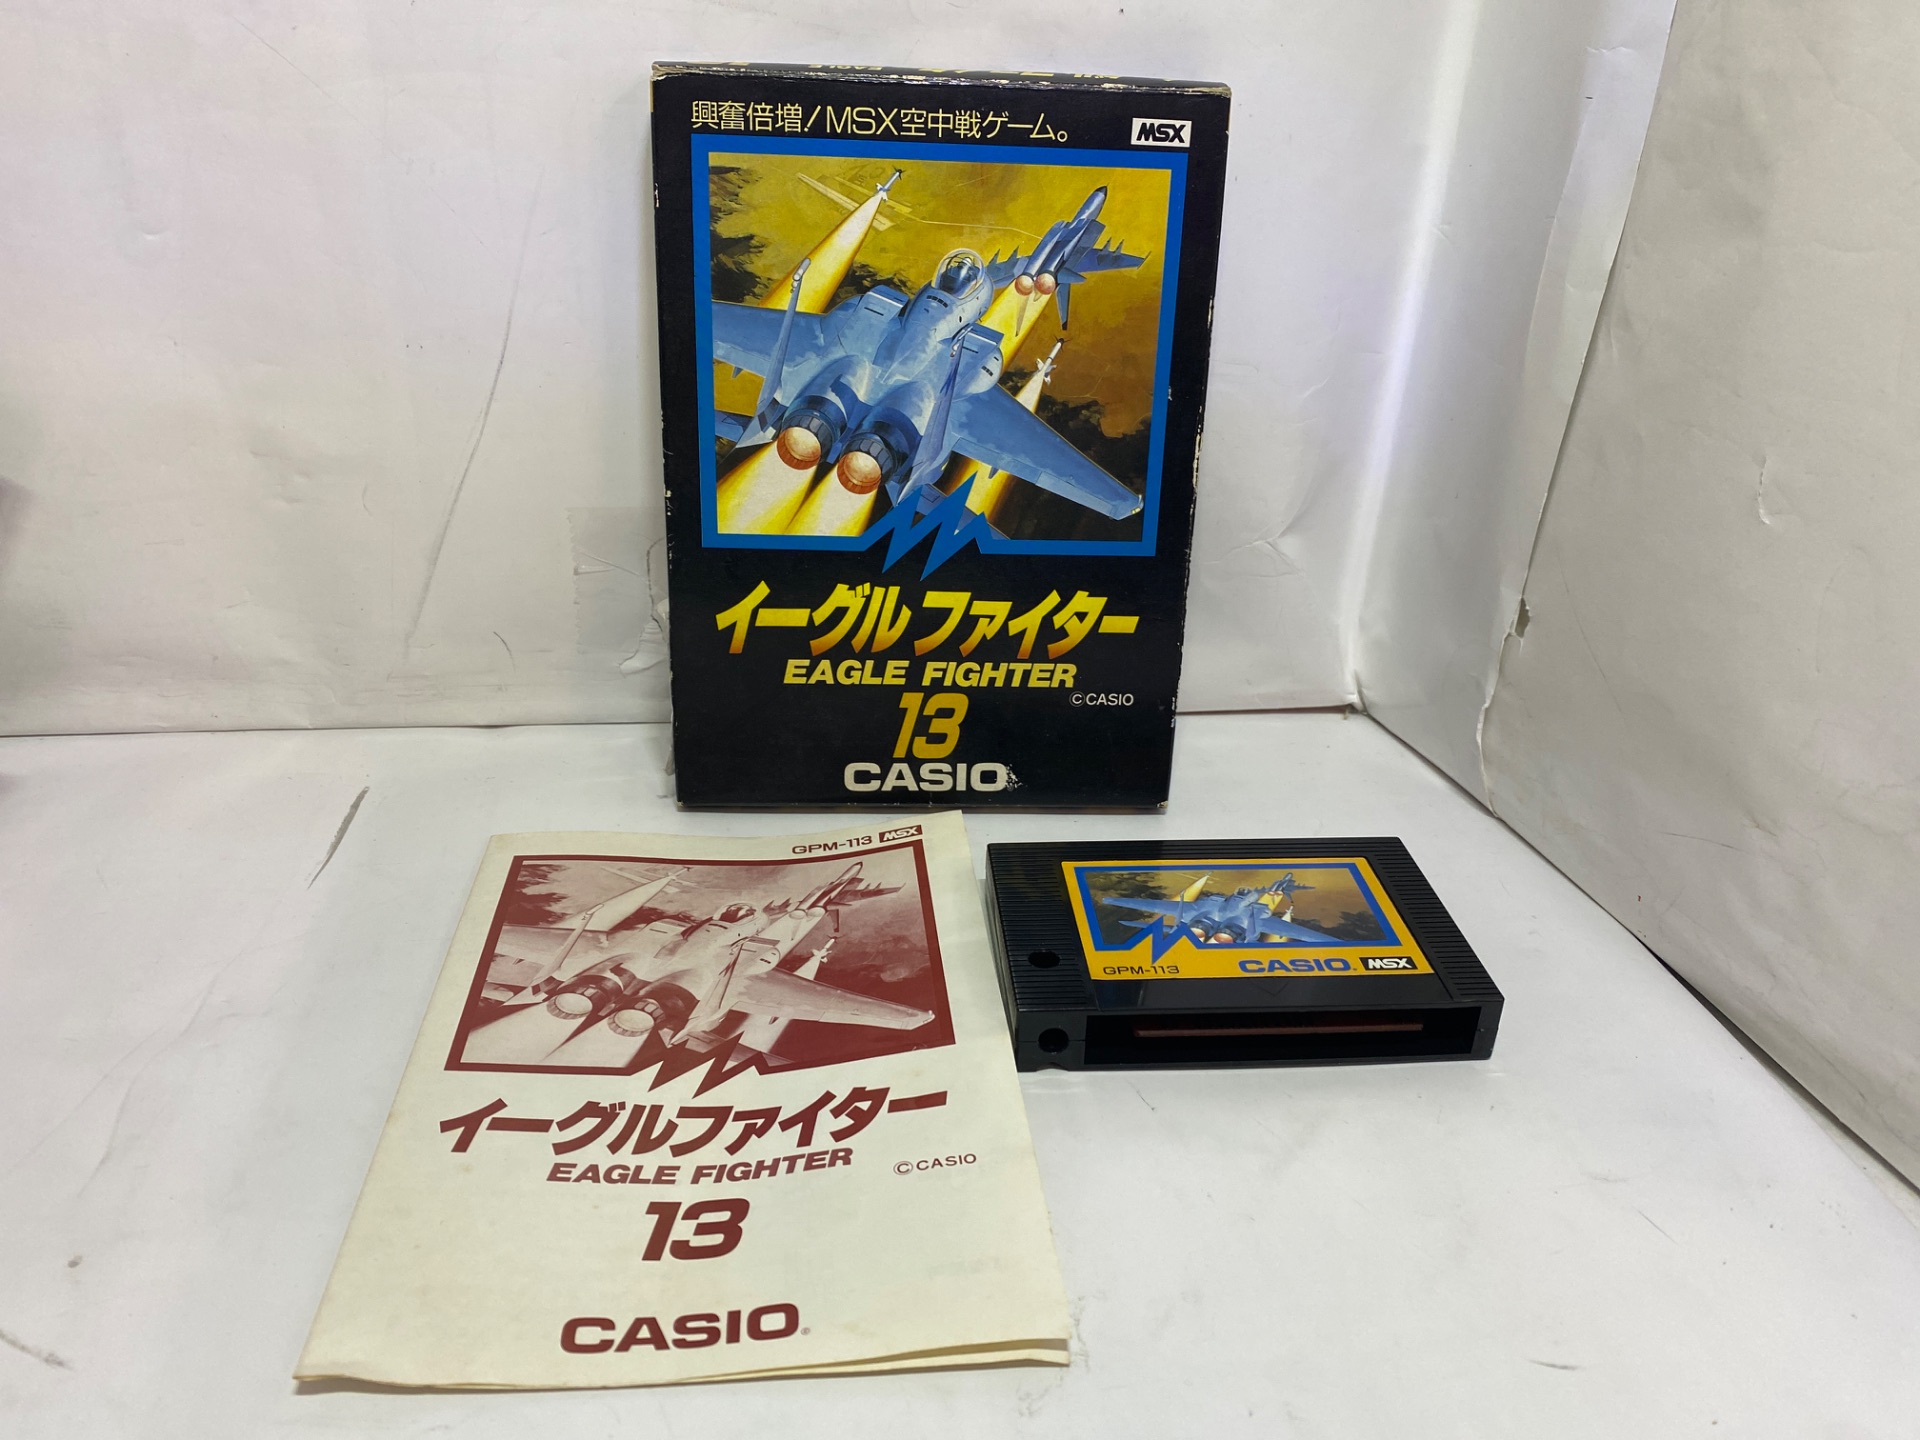 興奮倍増!MSX空中戦ゲーム。
MSX
イーグルファイター
EAGLE FIGHTER
©CASIO
13
CASIO
GPM-113 MSX
イーグルファイター
EAGLE FIGHTER
©CASIO
13
CASIO®
GPM-113 CASIO. MSX